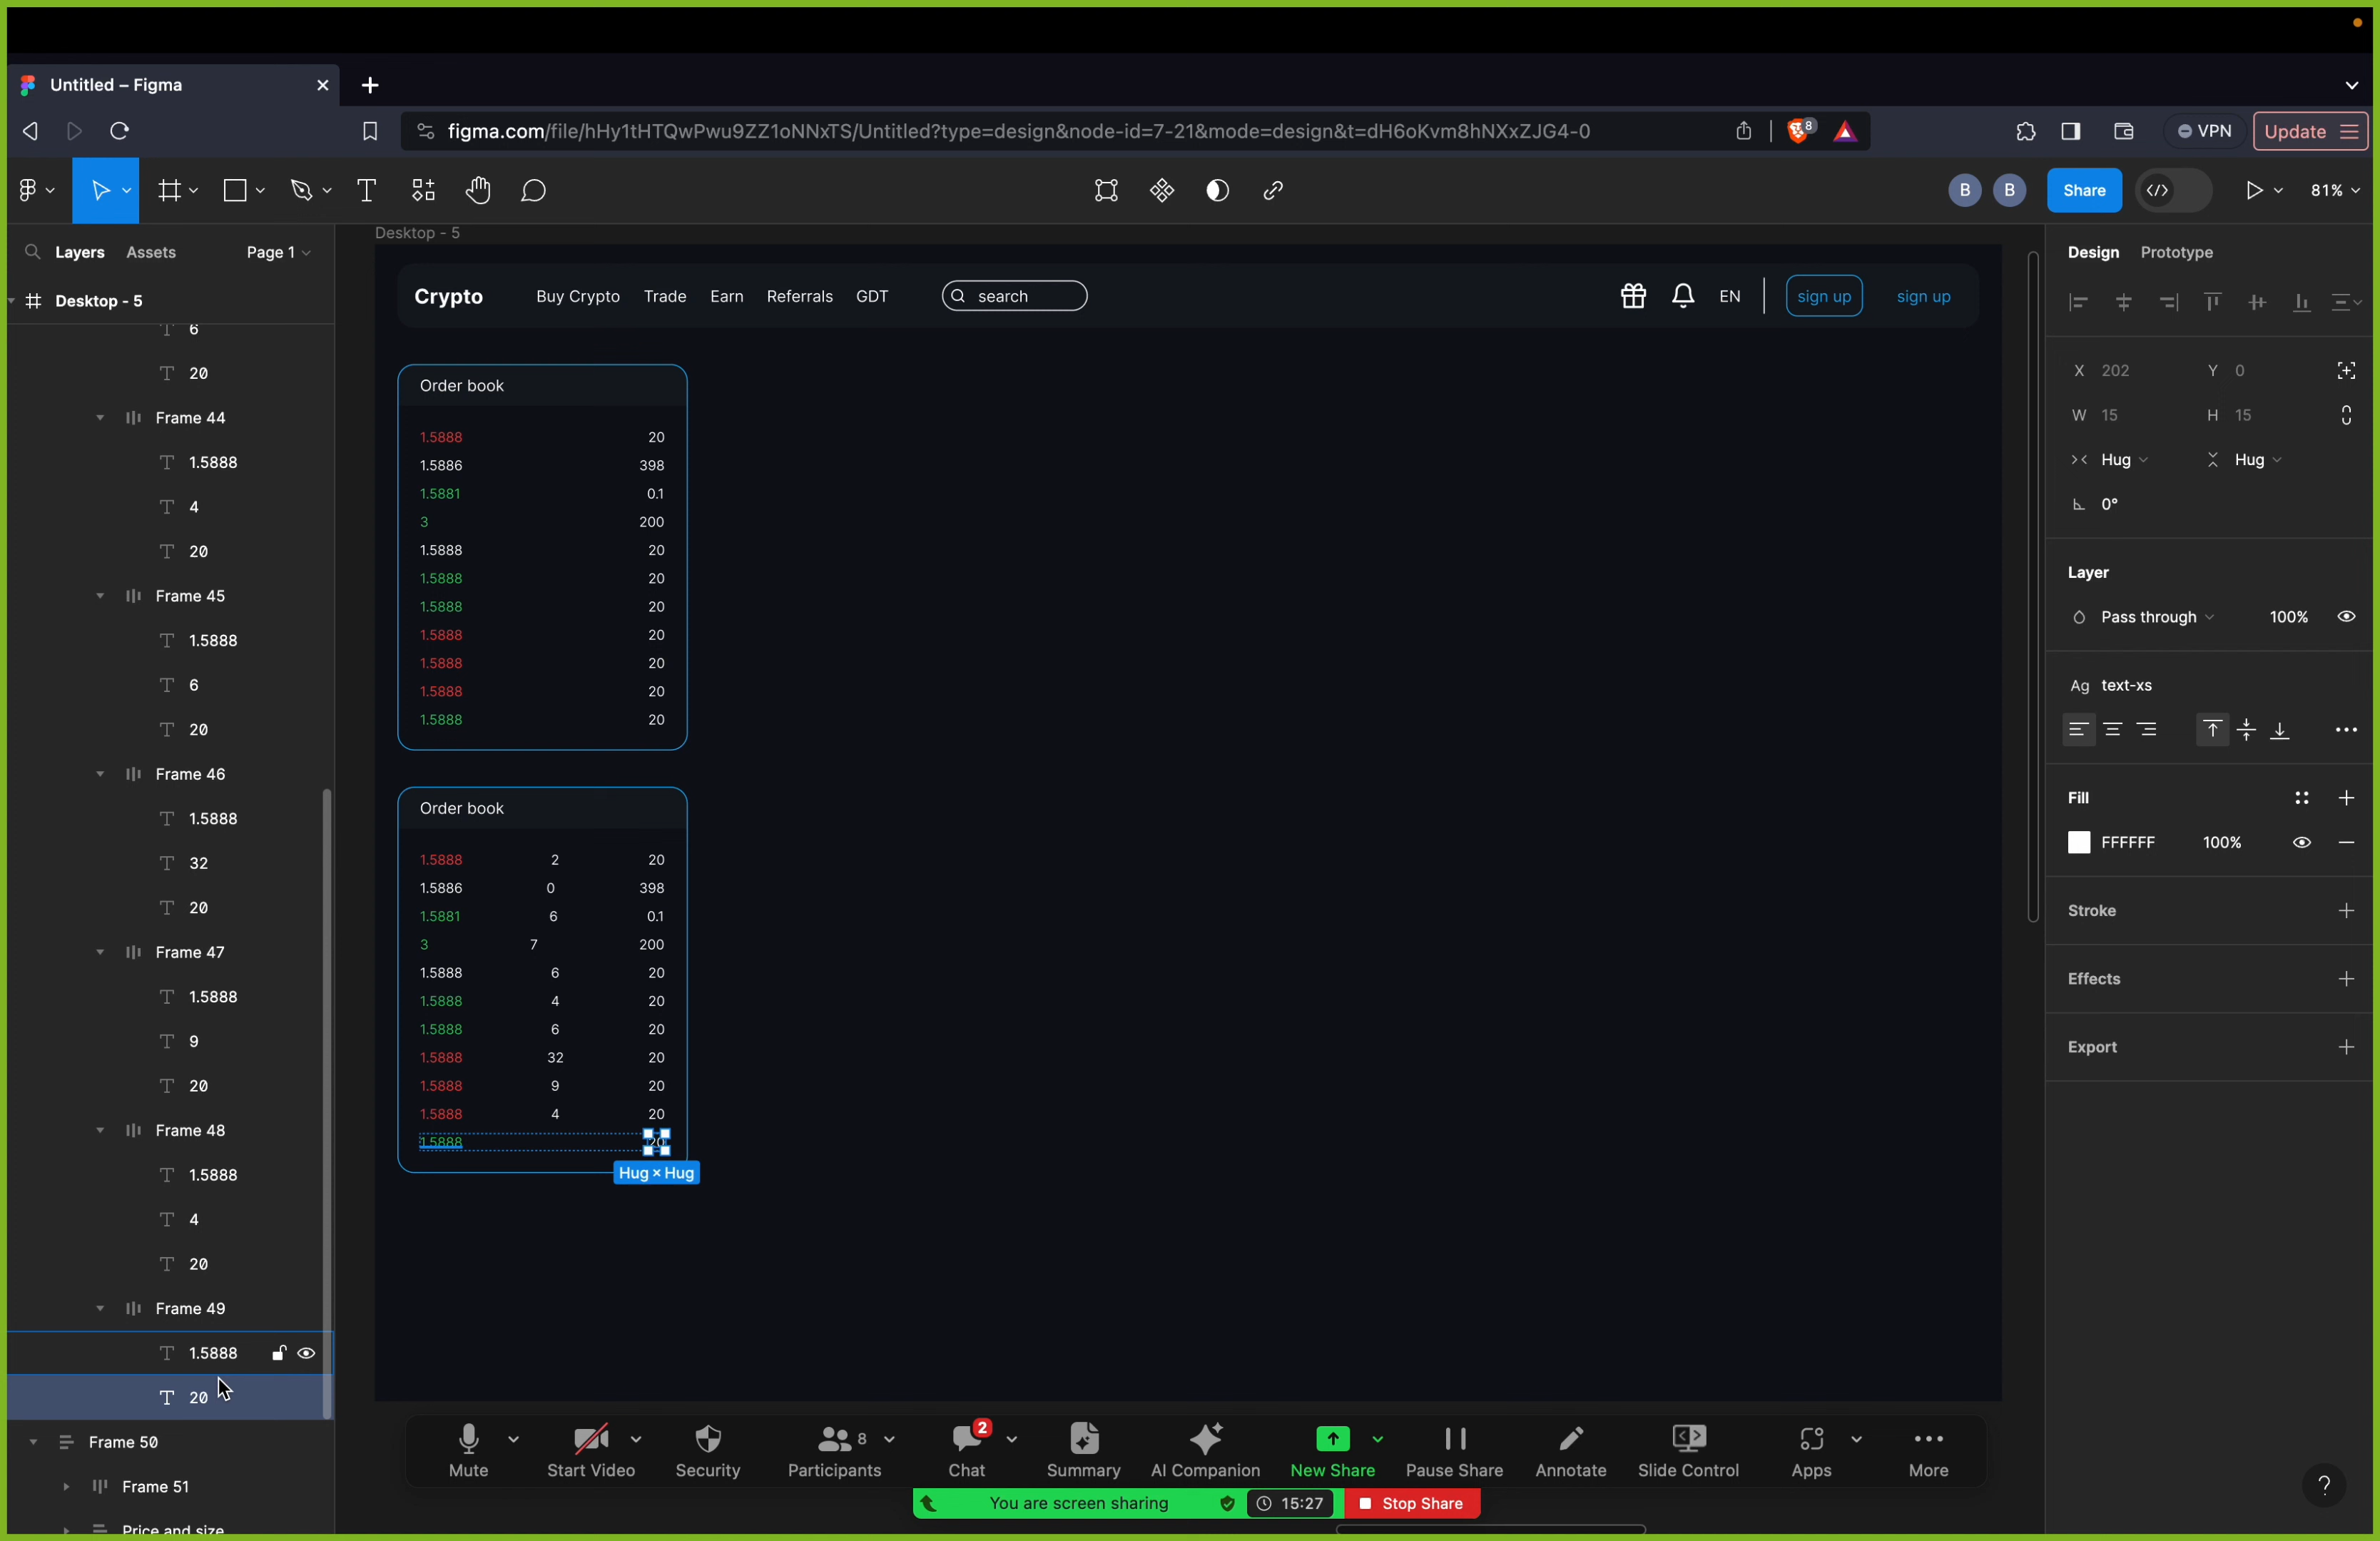 Untitled – Figma
figma.com/file/hHy1tHTQwPwu9ZZ1oNNxTS/Untitled?type=design&node-id=7-21&mode=design&t=dH6oKvm8hNXxZJG4-0
8
VPN
Update
B B Share 81%
Layers Assets Page 1
Desktop - 5
6
20
Frame 44
1.5888
4
20
Frame 45
1.5888
6
20
Frame 46
1.5888
32
20
Frame 47
1.5888
9
20
Frame 48
1.5888
4
20
Frame 49
1.5888
20
Frame 50
Frame 51
Price and size
Desktop - 5
Crypto Buy Crypto Trade Earn Referrals GDT search EN sign up sign up
Order book
1.5888 20
1.5886 398
1.5881 0.1
3 200
1.5888 20
1.5888 20
1.5888 20
1.5888 20
1.5888 20
1.5888 20
1.5888 20
Order book
1.5888 2 20
1.5886 0 398
1.5881 6 0.1
3 7 200
1.5888 6 20
1.5888 4 20
1.5888 6 20
1.5888 32 20
1.5888 9 20
1.5888 4 20
1.5888 20
Hug × Hug
Design Prototype
X 202 Y 0
W 15 H 15
Hug Hug
0°
Layer
Pass through 100%
Ag text-xs
Fill
FFFFFF 100%
Stroke
Effects
Export
?
8 2
Mute Start Video Security Participants Chat Summary AI Companion New Share Pause Share Annotate Slide Control Apps More
You are screen sharing 15:27 Stop Share